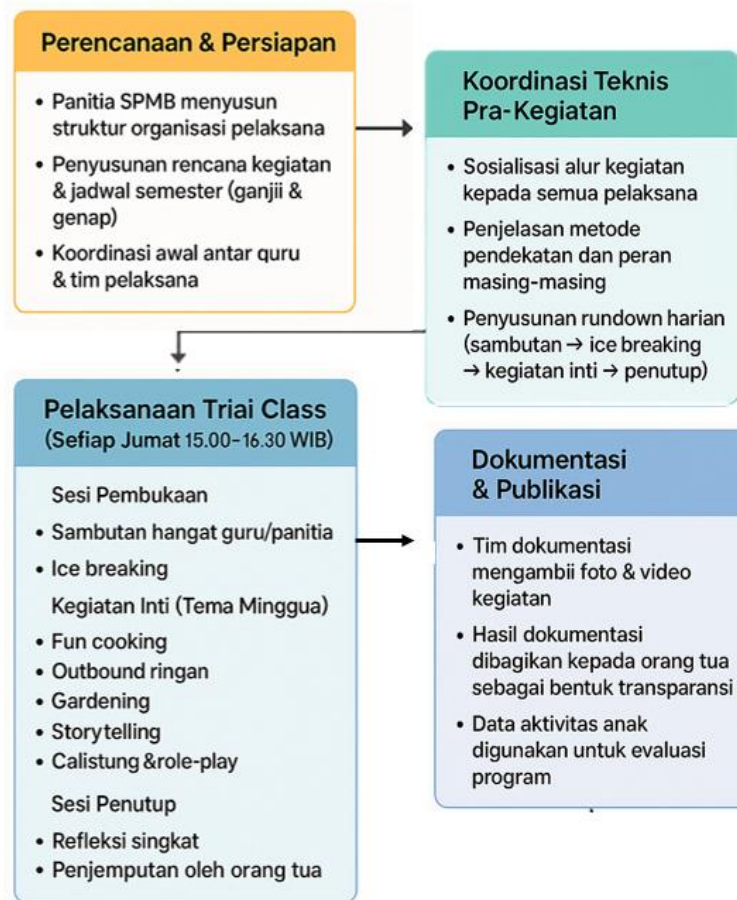 Perencanaan & Persiapan
• Panitia SPMB menyusun
struktur organisasi pelaksana
• Penyusunan rencana kegiatan
& jadwal semester (ganjii &
genap)
• Koordinasi awal antar quru
& tim pelaksana
Koordinasi Teknis
Pra-Kegiatan
• Sosialisasi alur kegiatan
kepada semua pelaksana
• Penjelasan metode
pendekatan dan peran
masing-masing
• Penyusunan rundown harian
(sambutan → ice breaking
→ kegiatan inti → penutup)
Pelaksanaan Triai Class
(Sefiap Jumat 15.00–16.30 WIB)
Sesi Pembukaan
• Sambutan hangat guru/panitia
• Ice breaking
Kegiatan Inti (Tema Minggua)
• Fun cooking
• Outbound ringan
• Gardening
• Storytelling
• Calistung &role-play
Sesi Penutup
• Refleksi singkat
• Penjemputan oleh orang tua
Dokumentasi
& Publikasi
• Tim dokumentasi
mengambii foto & video
kegiatan
• Hasil dokumentasi
dibagikan kepada orang tua
sebagai bentuk transparansi
• Data aktivitas anak
digunakan untuk evaluasi
program